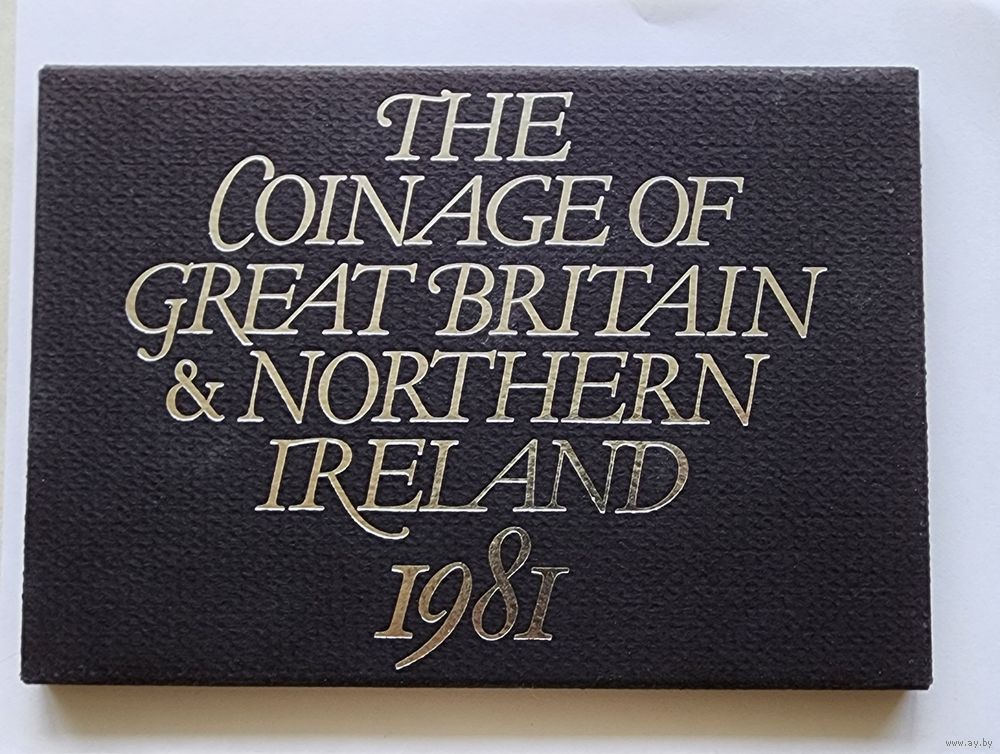 THE
COINAGE OF
GREAT BRITAIN
& NORTHERN
IRELAND
1981
www.ay.by